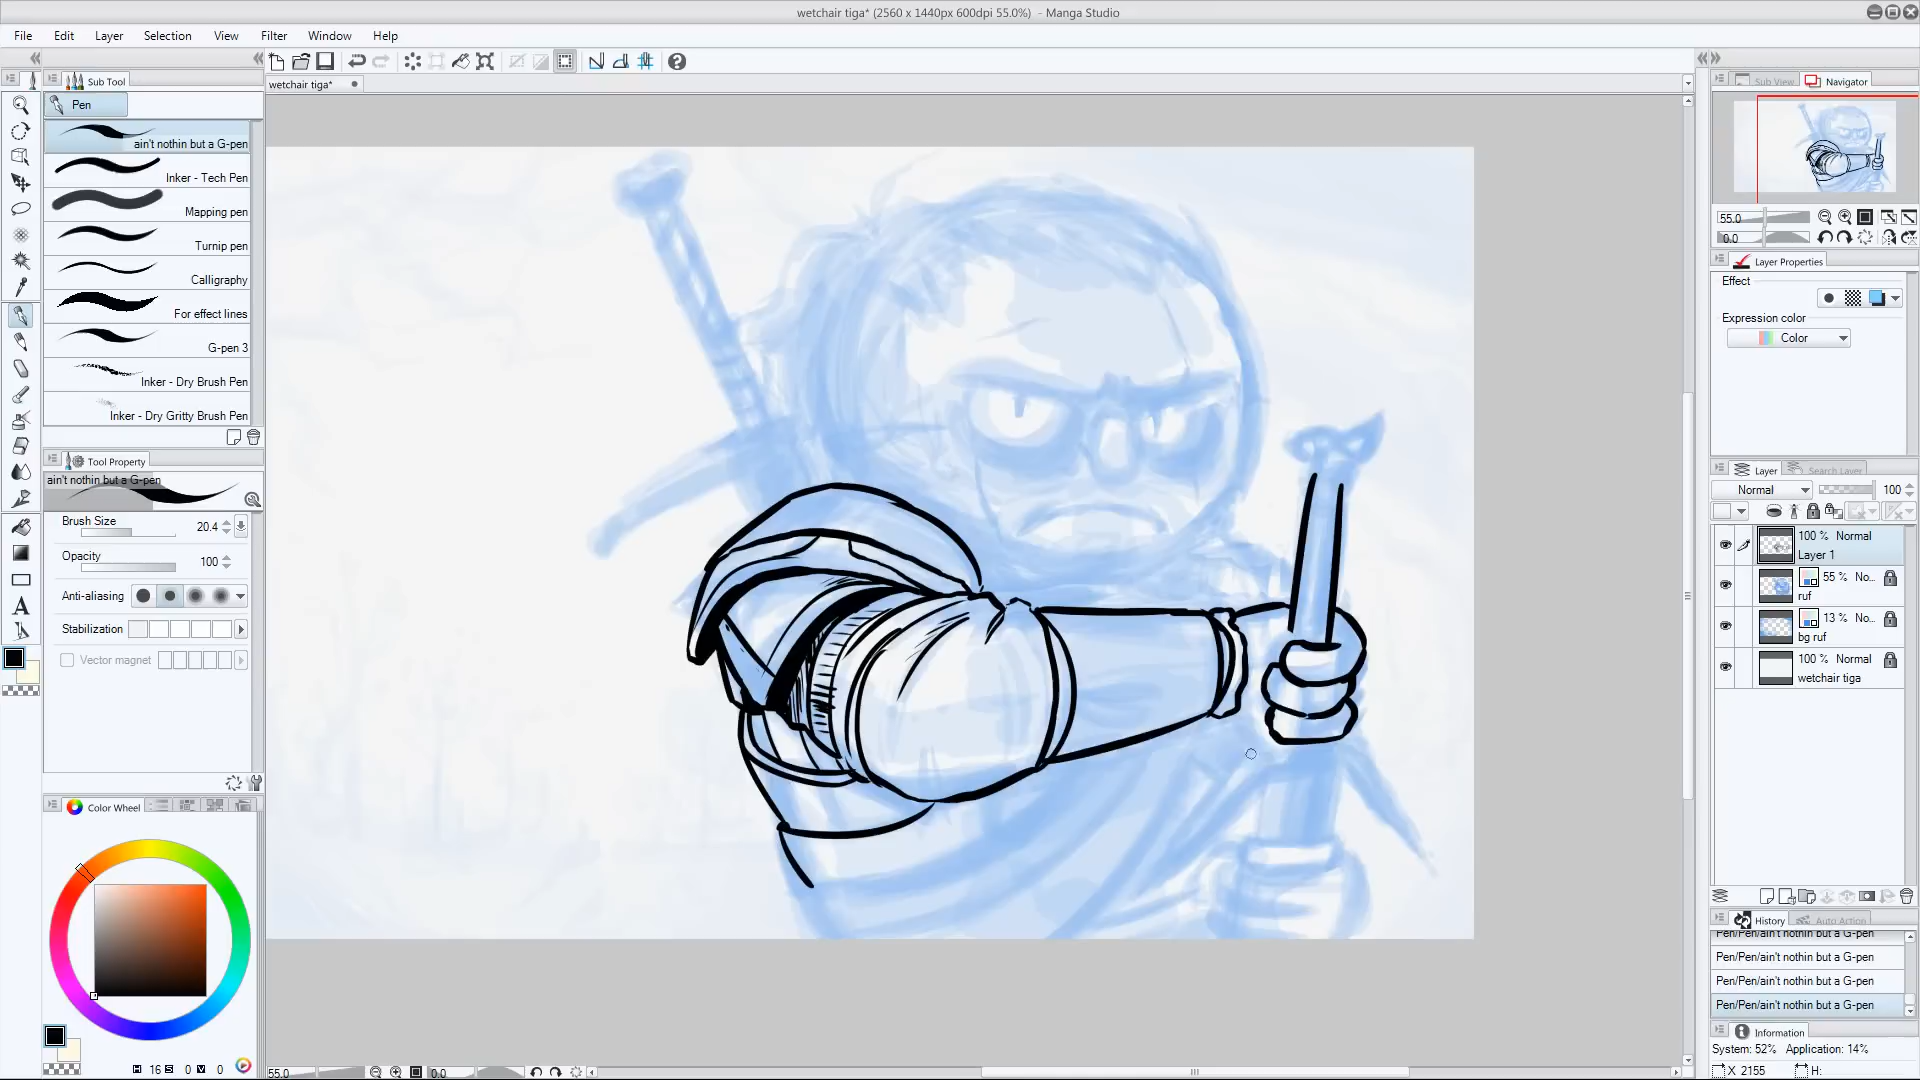 wetchair tiga* (2560 x 1440px 600dpi 55.0%) - Manga Studio
File Edit Layer Selection View Filter Window Help
Sub Tool
wetchair tiga*
Sub View Navigator
Pen
ain't nothin but a G-pen
Inker - Tech Pen
Mapping pen
Turnip pen
Calligraphy
For effect lines
G-pen 3
Inker - Dry Brush Pen
Inker - Dry Gritty Brush Pen
Tool Property
ain't nothin but a G-pen
Brush Size 20.4
Opacity 100
Anti-aliasing
Stabilization
Vector magnet
Color Wheel
H 16 S 0 V 0
55.0 0.0
55.0
0.0
Layer Properties
Effect
Expression color
Color
Layer Search Layer
Normal 100
100 % Normal
Layer 1
55 % No...
ruf
13 % No...
bg ruf
100 % Normal
wetchair tiga
History Auto Action
Pen/Pen/ain't nothin but a G-pen
Pen/Pen/ain't nothin but a G-pen
Pen/Pen/ain't nothin but a G-pen
Pen/Pen/ain't nothin but a G-pen
Information
System: 52% Application: 14%
X 2155 H: